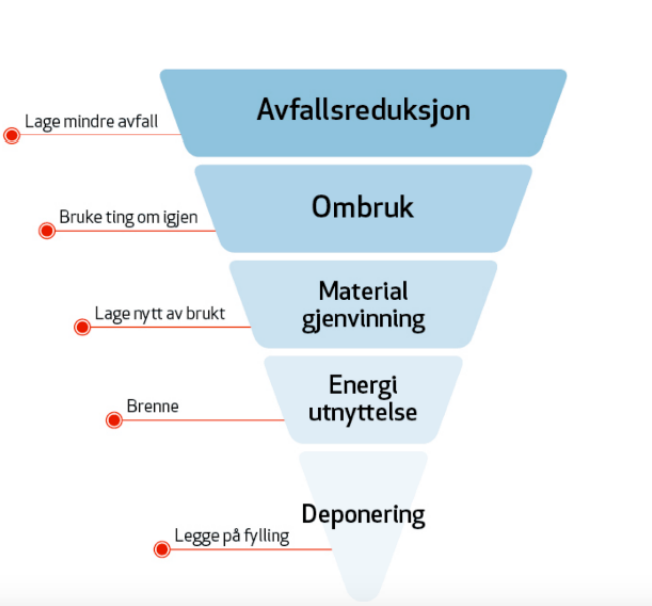 Avfallsreduksjon
Lage mindre avfall
Ombruk
Bruke ting om igjen
Material
gjenvinning
Lage nytt av brukt
Energi
utnyttelse
Brenne
Deponering
Legge på fylling